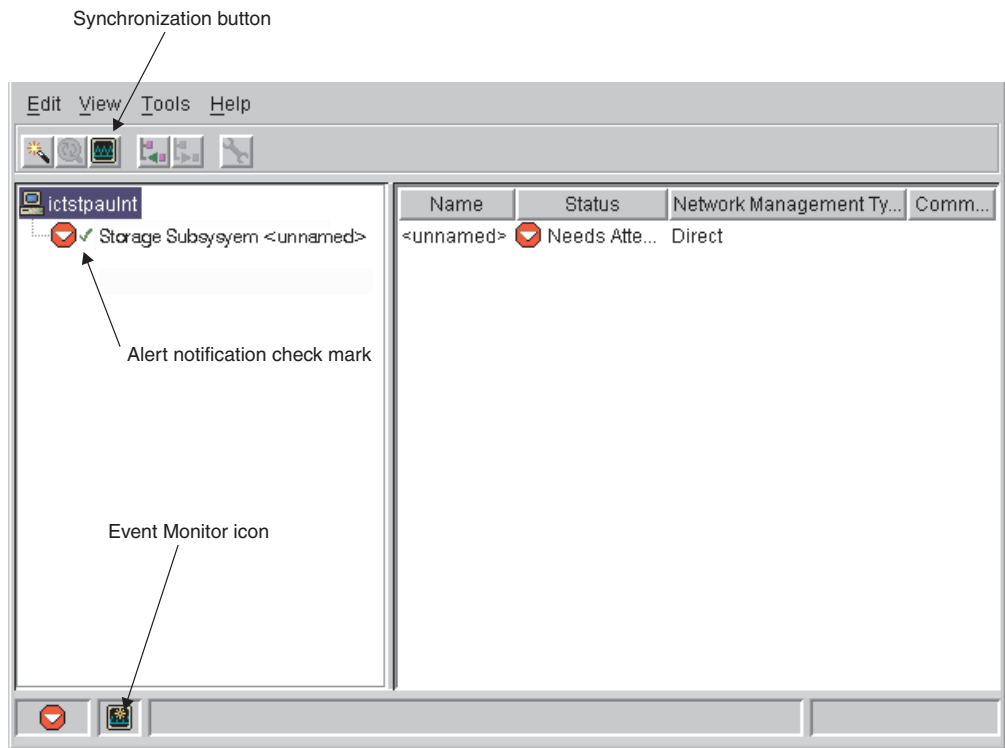 Synchronization button
Edit View Tools Help
ictstpaulnt
Storage Subsysyem <unnamed>
Name Status Network Management Ty... Comm...
<unnamed> Needs Atte... Direct
Alert notification check mark
Event Monitor icon